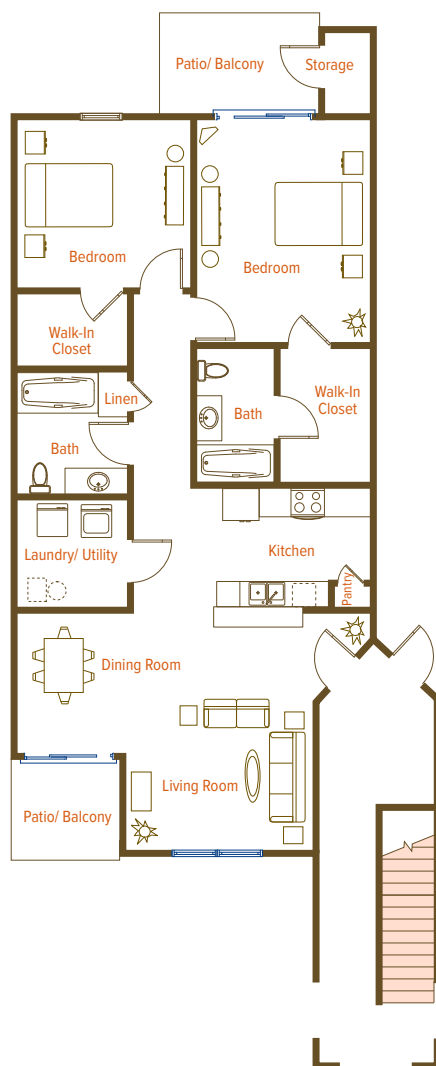 Patio/ Balcony
Storage
Bedroom
Bedroom
Walk-In
Closet
Linen
Bath
Bath
Walk-In
Closet
Laundry/ Utility
Kitchen
Pantry
Dining Room
Living Room
Patio/ Balcony